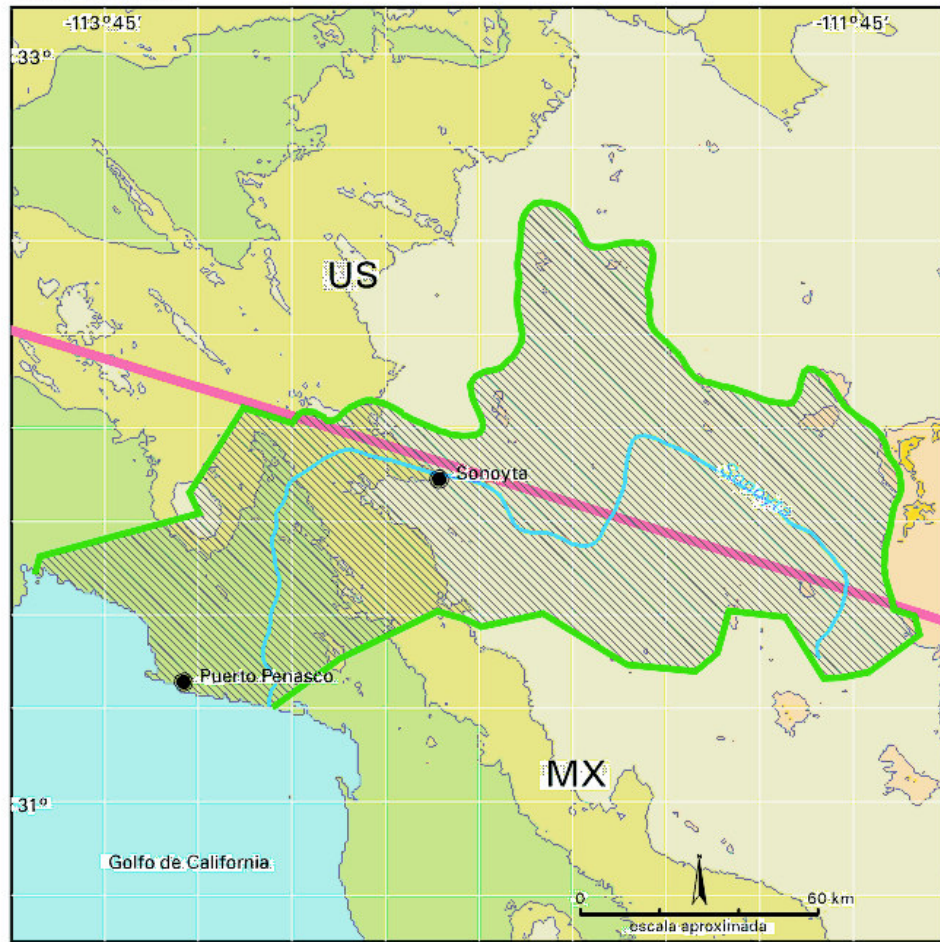 -113°45'
-111°45'
33°
US
Sonoyta
Sonoyta
Puerto Penasco
MX
31°
Golfo de California
0
60 km
escala aproximada